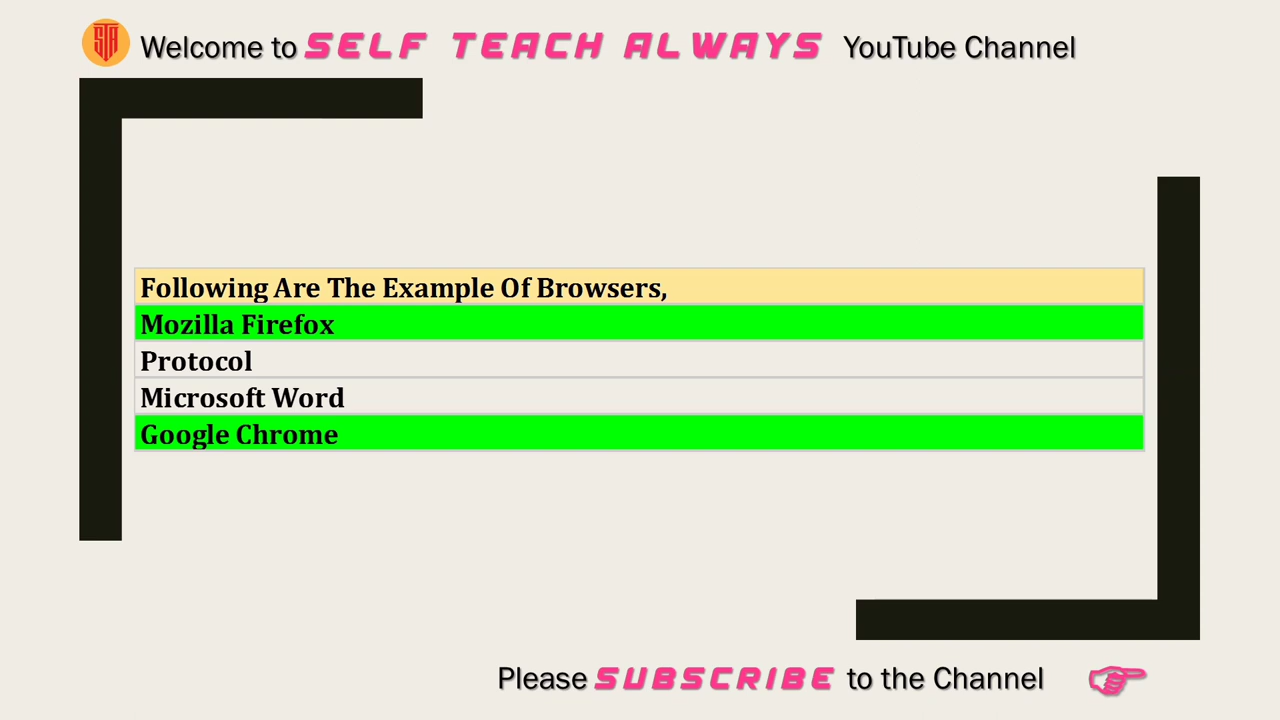 Welcome to SELF TEACH ALWAYS YouTube Channel
Following Are The Example Of Browsers,
Mozilla Firefox
Protocol
Microsoft Word
Google Chrome
Please SUBSCRIBE to the Channel